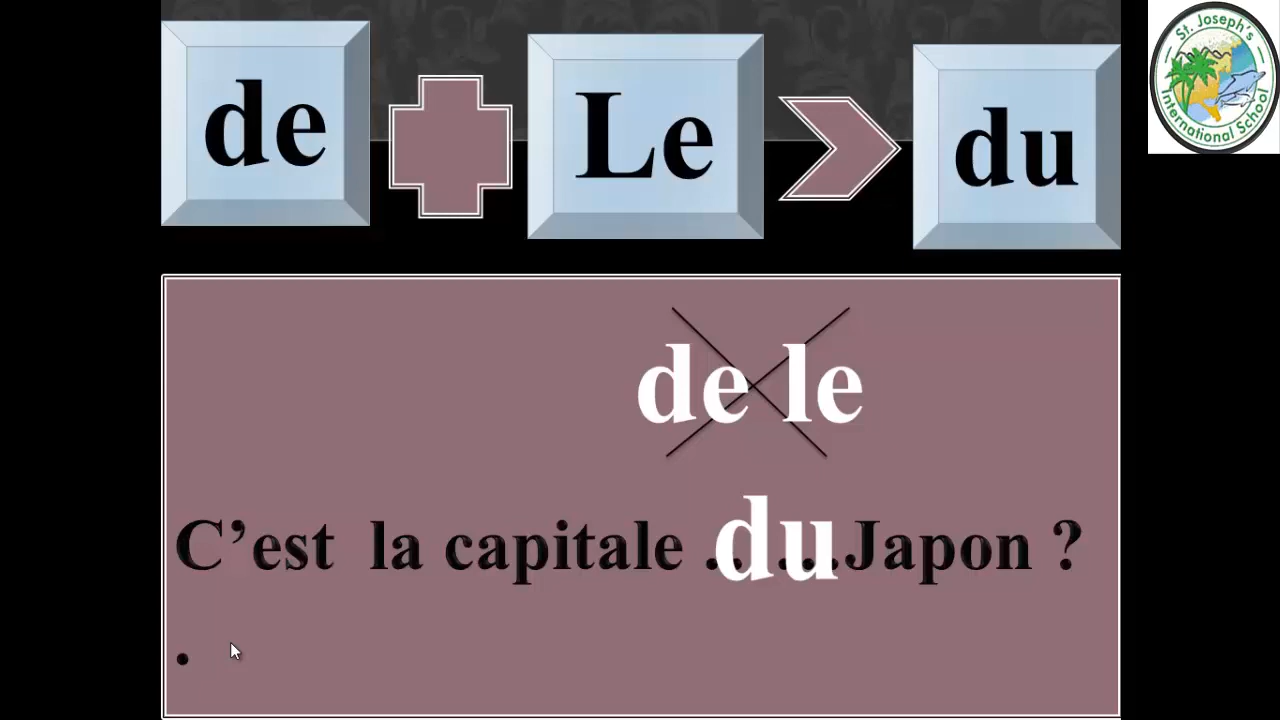 de Le du
St. Joseph's
International School
de le
C’est la capitale .. du ...Japon ?
.